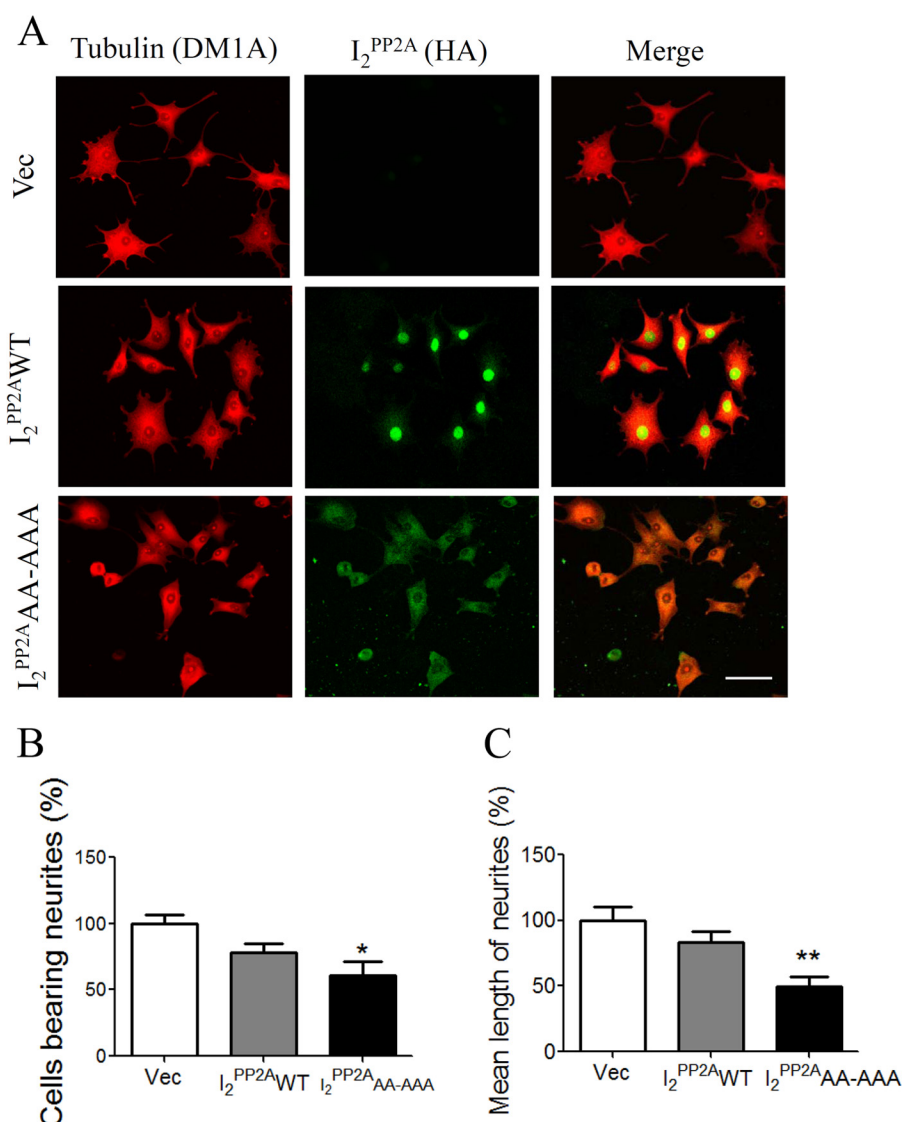 A
Tubulin (DM1A) I₂ᴾᴾ²ᴬ (HA) Merge
Vec
I₂ᴾᴾ²ᴬWT
I₂ᴾᴾ²ᴬAA-AAA
B
Cells bearing neurites (%)
150
100
50
0
Vec I₂ᴾᴾ²ᴬWT I₂ᴾᴾ²ᴬAA-AAA
*
C
Mean length of neurites (%)
150
100
50
0
Vec I₂ᴾᴾ²ᴬWT I₂ᴾᴾ²ᴬAA-AAA
**